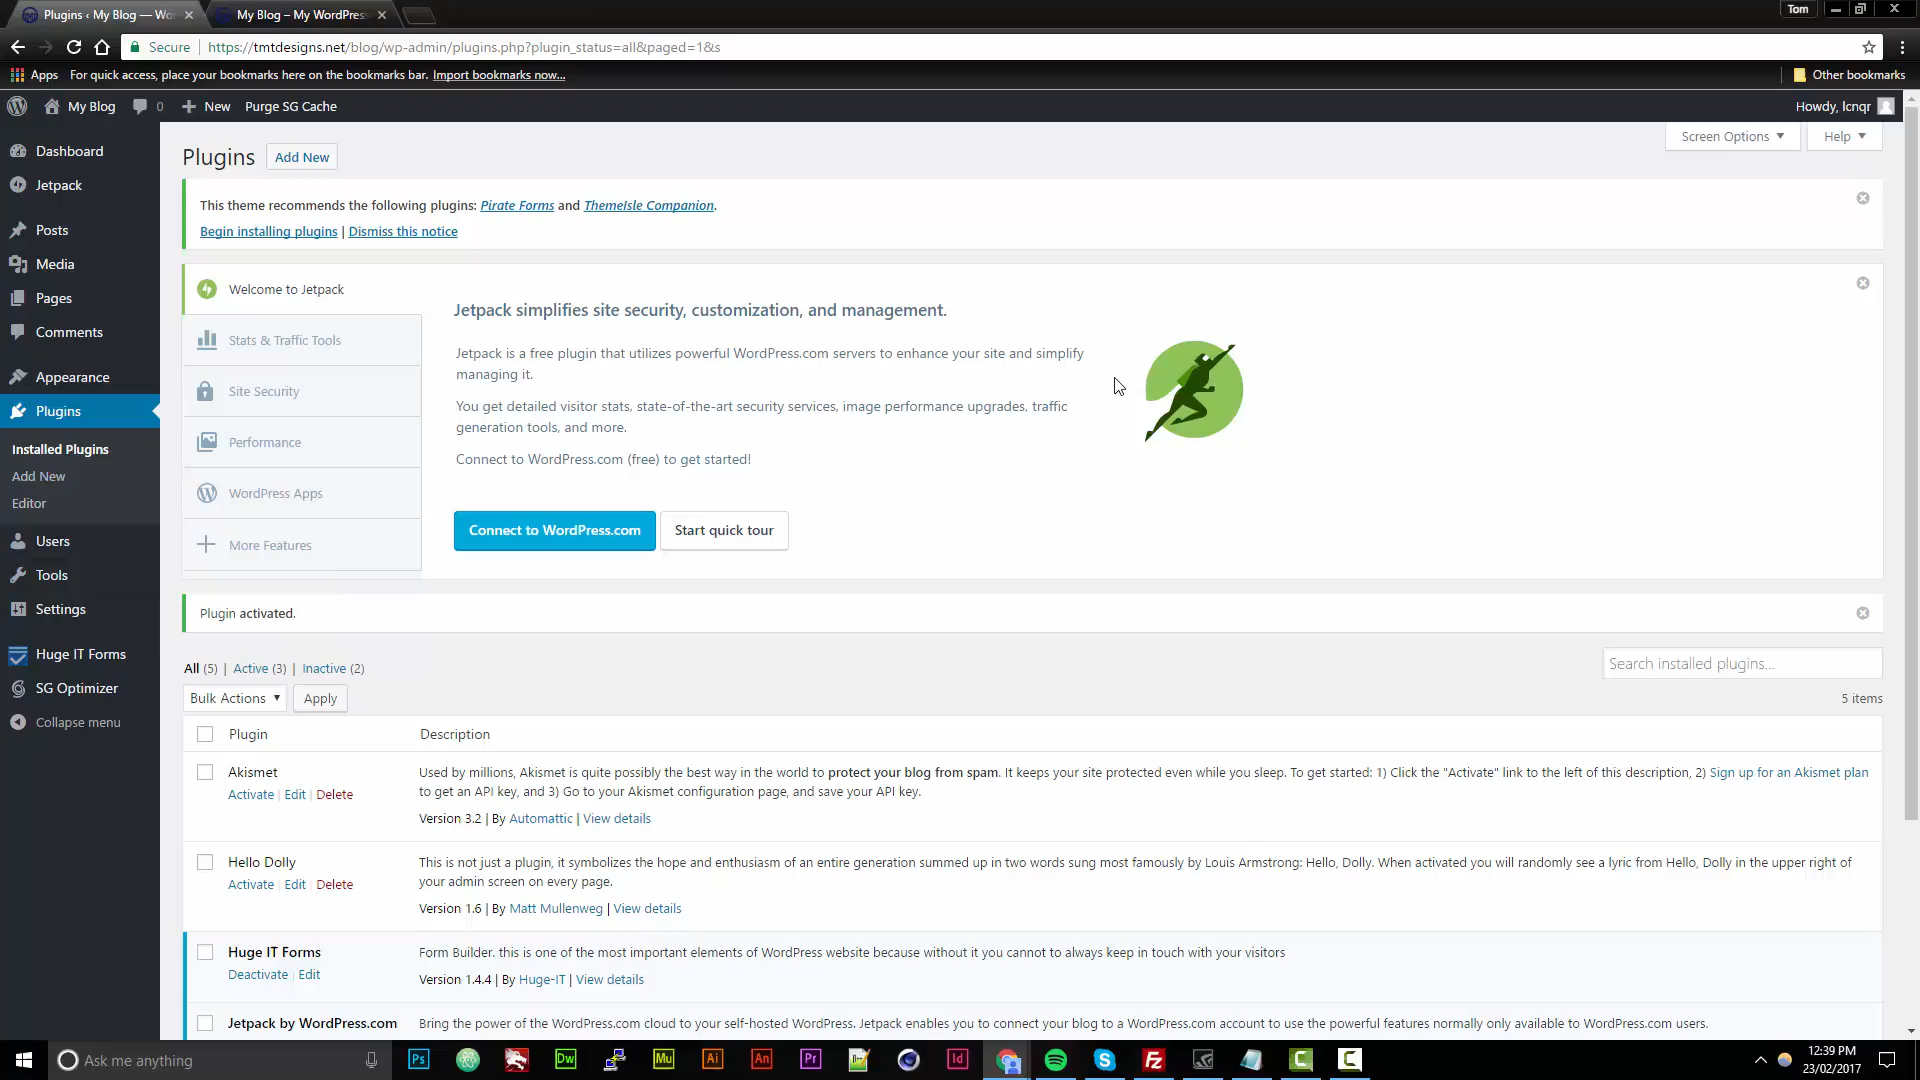 Plugins ‹ My Blog — Wo
My Blog – My WordPress
Tom
Secure
https://tmtdesigns.net/blog/wp-admin/plugins.php?plugin_status=all&paged=1&s
Apps
For quick access, place your bookmarks here on the bookmarks bar. Import bookmarks now...
Other bookmarks
My Blog
0
New
Purge SG Cache
Howdy, lcnqr
Dashboard
Jetpack
Posts
Media
Pages
Comments
Appearance
Plugins
Installed Plugins
Add New
Editor
Users
Tools
Settings
Huge IT Forms
SG Optimizer
Collapse menu
Screen Options
Help
Plugins
Add New
This theme recommends the following plugins: Pirate Forms and ThemeIsle Companion.
Begin installing plugins | Dismiss this notice
Welcome to Jetpack
Stats & Traffic Tools
Site Security
Performance
WordPress Apps
More Features
Jetpack simplifies site security, customization, and management.
Jetpack is a free plugin that utilizes powerful WordPress.com servers to enhance your site and simplify
managing it.
You get detailed visitor stats, state-of-the-art security services, image performance upgrades, traffic
generation tools, and more.
Connect to WordPress.com (free) to get started!
Connect to WordPress.com
Start quick tour
Plugin activated.
All (5) | Active (3) | Inactive (2)
Search installed plugins...
Bulk Actions
Apply
5 items
Plugin
Description
Akismet
Activate | Edit | Delete
Used by millions, Akismet is quite possibly the best way in the world to protect your blog from spam. It keeps your site protected even while you sleep. To get started: 1) Click the "Activate" link to the left of this description, 2) Sign up for an Akismet plan
to get an API key, and 3) Go to your Akismet configuration page, and save your API key.
Version 3.2 | By Automattic | View details
Hello Dolly
Activate | Edit | Delete
This is not just a plugin, it symbolizes the hope and enthusiasm of an entire generation summed up in two words sung most famously by Louis Armstrong: Hello, Dolly. When activated you will randomly see a lyric from Hello, Dolly in the upper right of
your admin screen on every page.
Version 1.6 | By Matt Mullenweg | View details
Huge IT Forms
Deactivate | Edit
Form Builder. this is one of the most important elements of WordPress website because without it you cannot to always keep in touch with your visitors
Version 1.4.4 | By Huge-IT | View details
Jetpack by WordPress.com
Bring the power of the WordPress.com cloud to your self-hosted WordPress. Jetpack enables you to connect your blog to a WordPress.com account to use the powerful features normally only available to WordPress.com users.
Ask me anything
Ps
Dw
Mu
Ai
An
Pr
Id
12:39 PM
23/02/2017